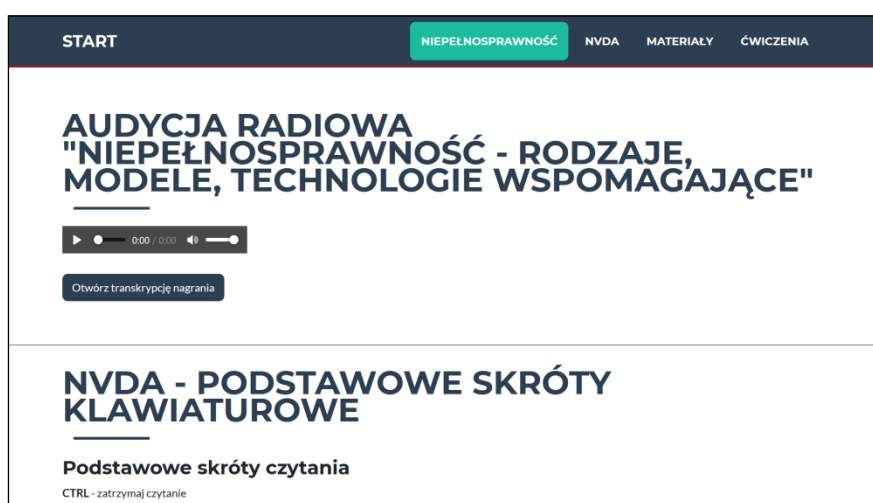 START NIEPEŁNOSPRAWNOŚĆ NVDA MATERIAŁY ĆWICZENIA
AUDYCJA RADIOWA
"NIEPEŁNOSPRAWNOŚĆ - RODZAJE,
MODELE, TECHNOLOGIE WSPOMAGAJĄCE"
0:00 / 0:00
Otwórz transkrypcję nagrania
NVDA - PODSTAWOWE SKRÓTY
KLAWIATUROWE
Podstawowe skróty czytania
CTRL - zatrzymaj czytanie